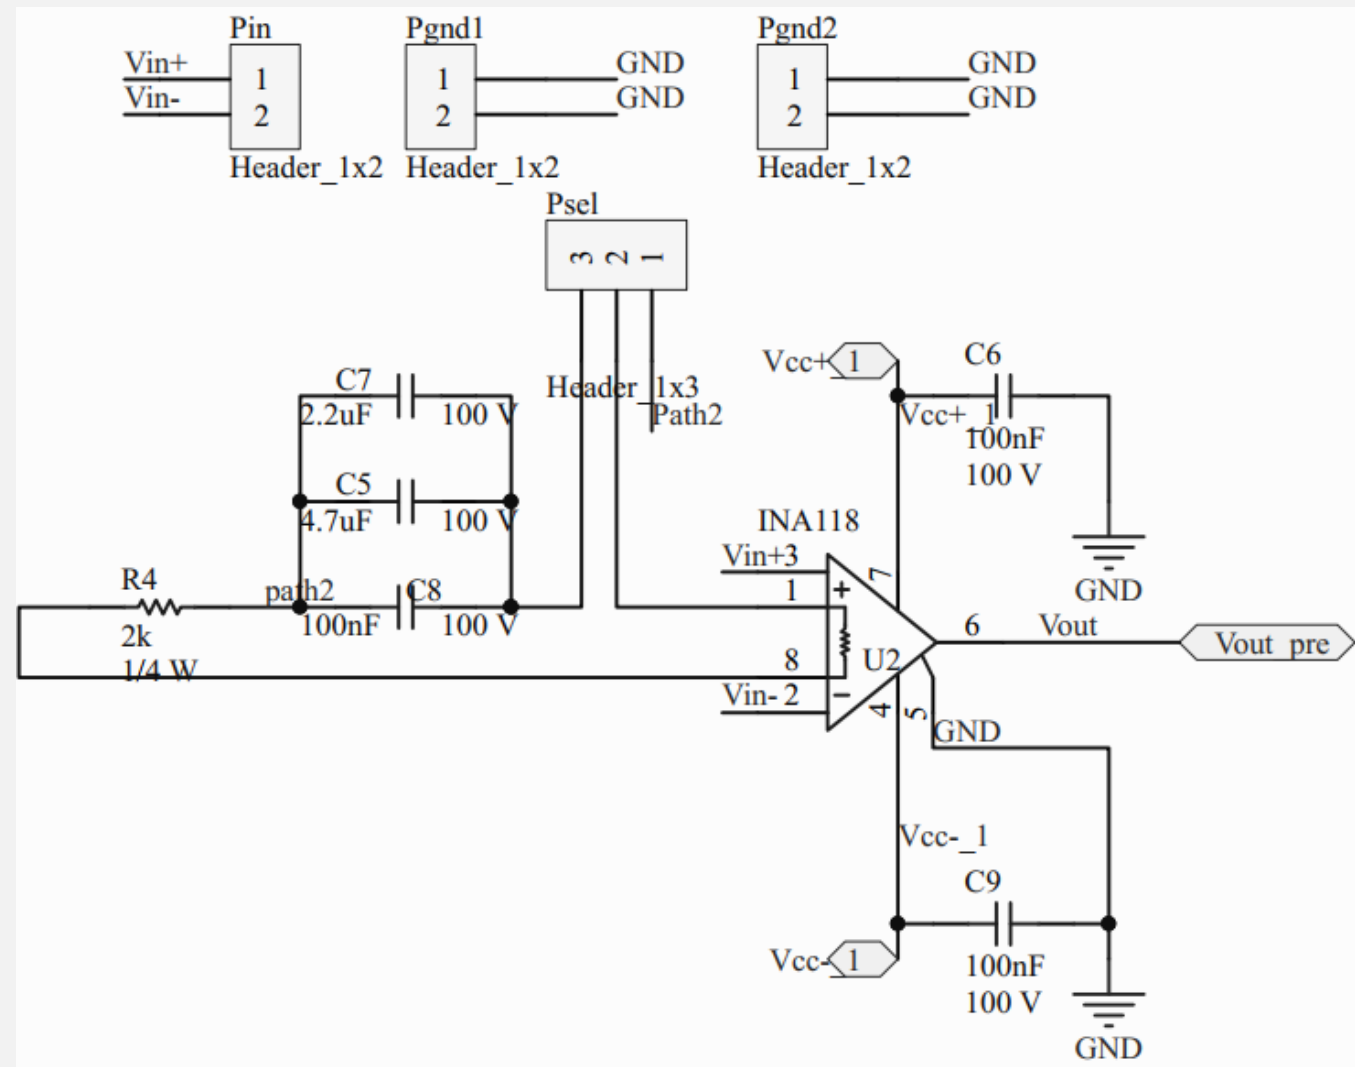 Pin
Pgnd1
Pgnd2
Vin+
1
1
GND
1
GND
Vin-
2
2
GND
2
GND
Header_1x2
Header_1x2
Header_1x2
Psel
3
2
1
Vcc+_1
C6
C7
Header_1x3
2.2uF
100 V
Path2
Vcc+_1
100nF
100 V
C5
4.7uF
100 V
INA118
Vin+
3
7
R4
path2
C8
1
+
GND
2k
100nF
100 V
6
Vout
Vout_pre
1/4 W
8
U2
Vin-
2
-
4
5
GND
Vcc-_1
C9
Vcc-_1
100nF
100 V
GND